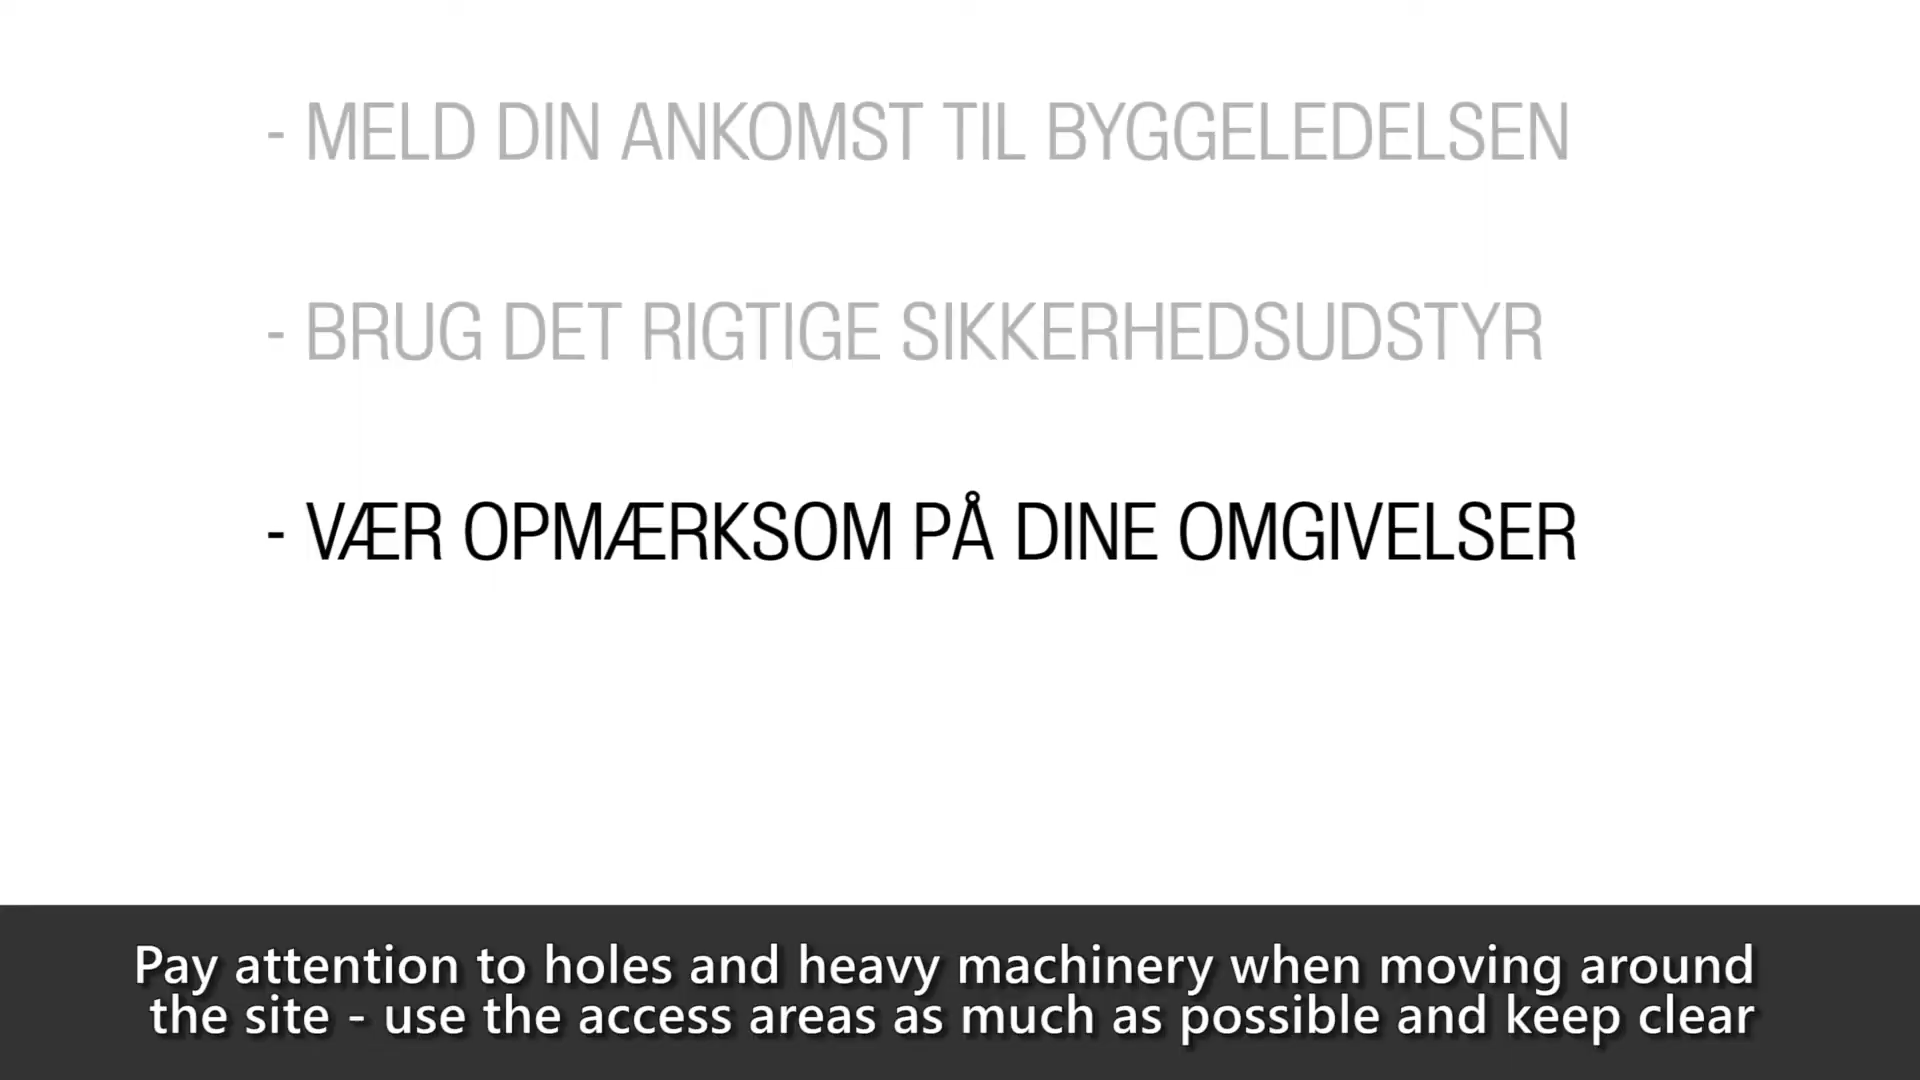 - MELD DIN ANKOMST TIL BYGGELEDELSEN
- BRUG DET RIGTIGE SIKKERHEDSUDSTYR
- VÆR OPMÆRKSOM PÅ DINE OMGIVELSER
Pay attention to holes and heavy machinery when moving around
the site - use the access areas as much as possible and keep clear